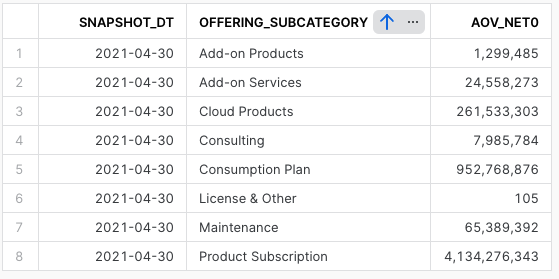 SNAPSHOT_DT OFFERING_SUBCATEGORY ↑ ... AOV_NET0
1 2021-04-30 Add-on Products 1,299,485
2 2021-04-30 Add-on Services 24,558,273
3 2021-04-30 Cloud Products 261,533,303
4 2021-04-30 Consulting 7,985,784
5 2021-04-30 Consumption Plan 952,768,876
6 2021-04-30 License & Other 105
7 2021-04-30 Maintenance 65,389,392
8 2021-04-30 Product Subscription 4,134,276,343